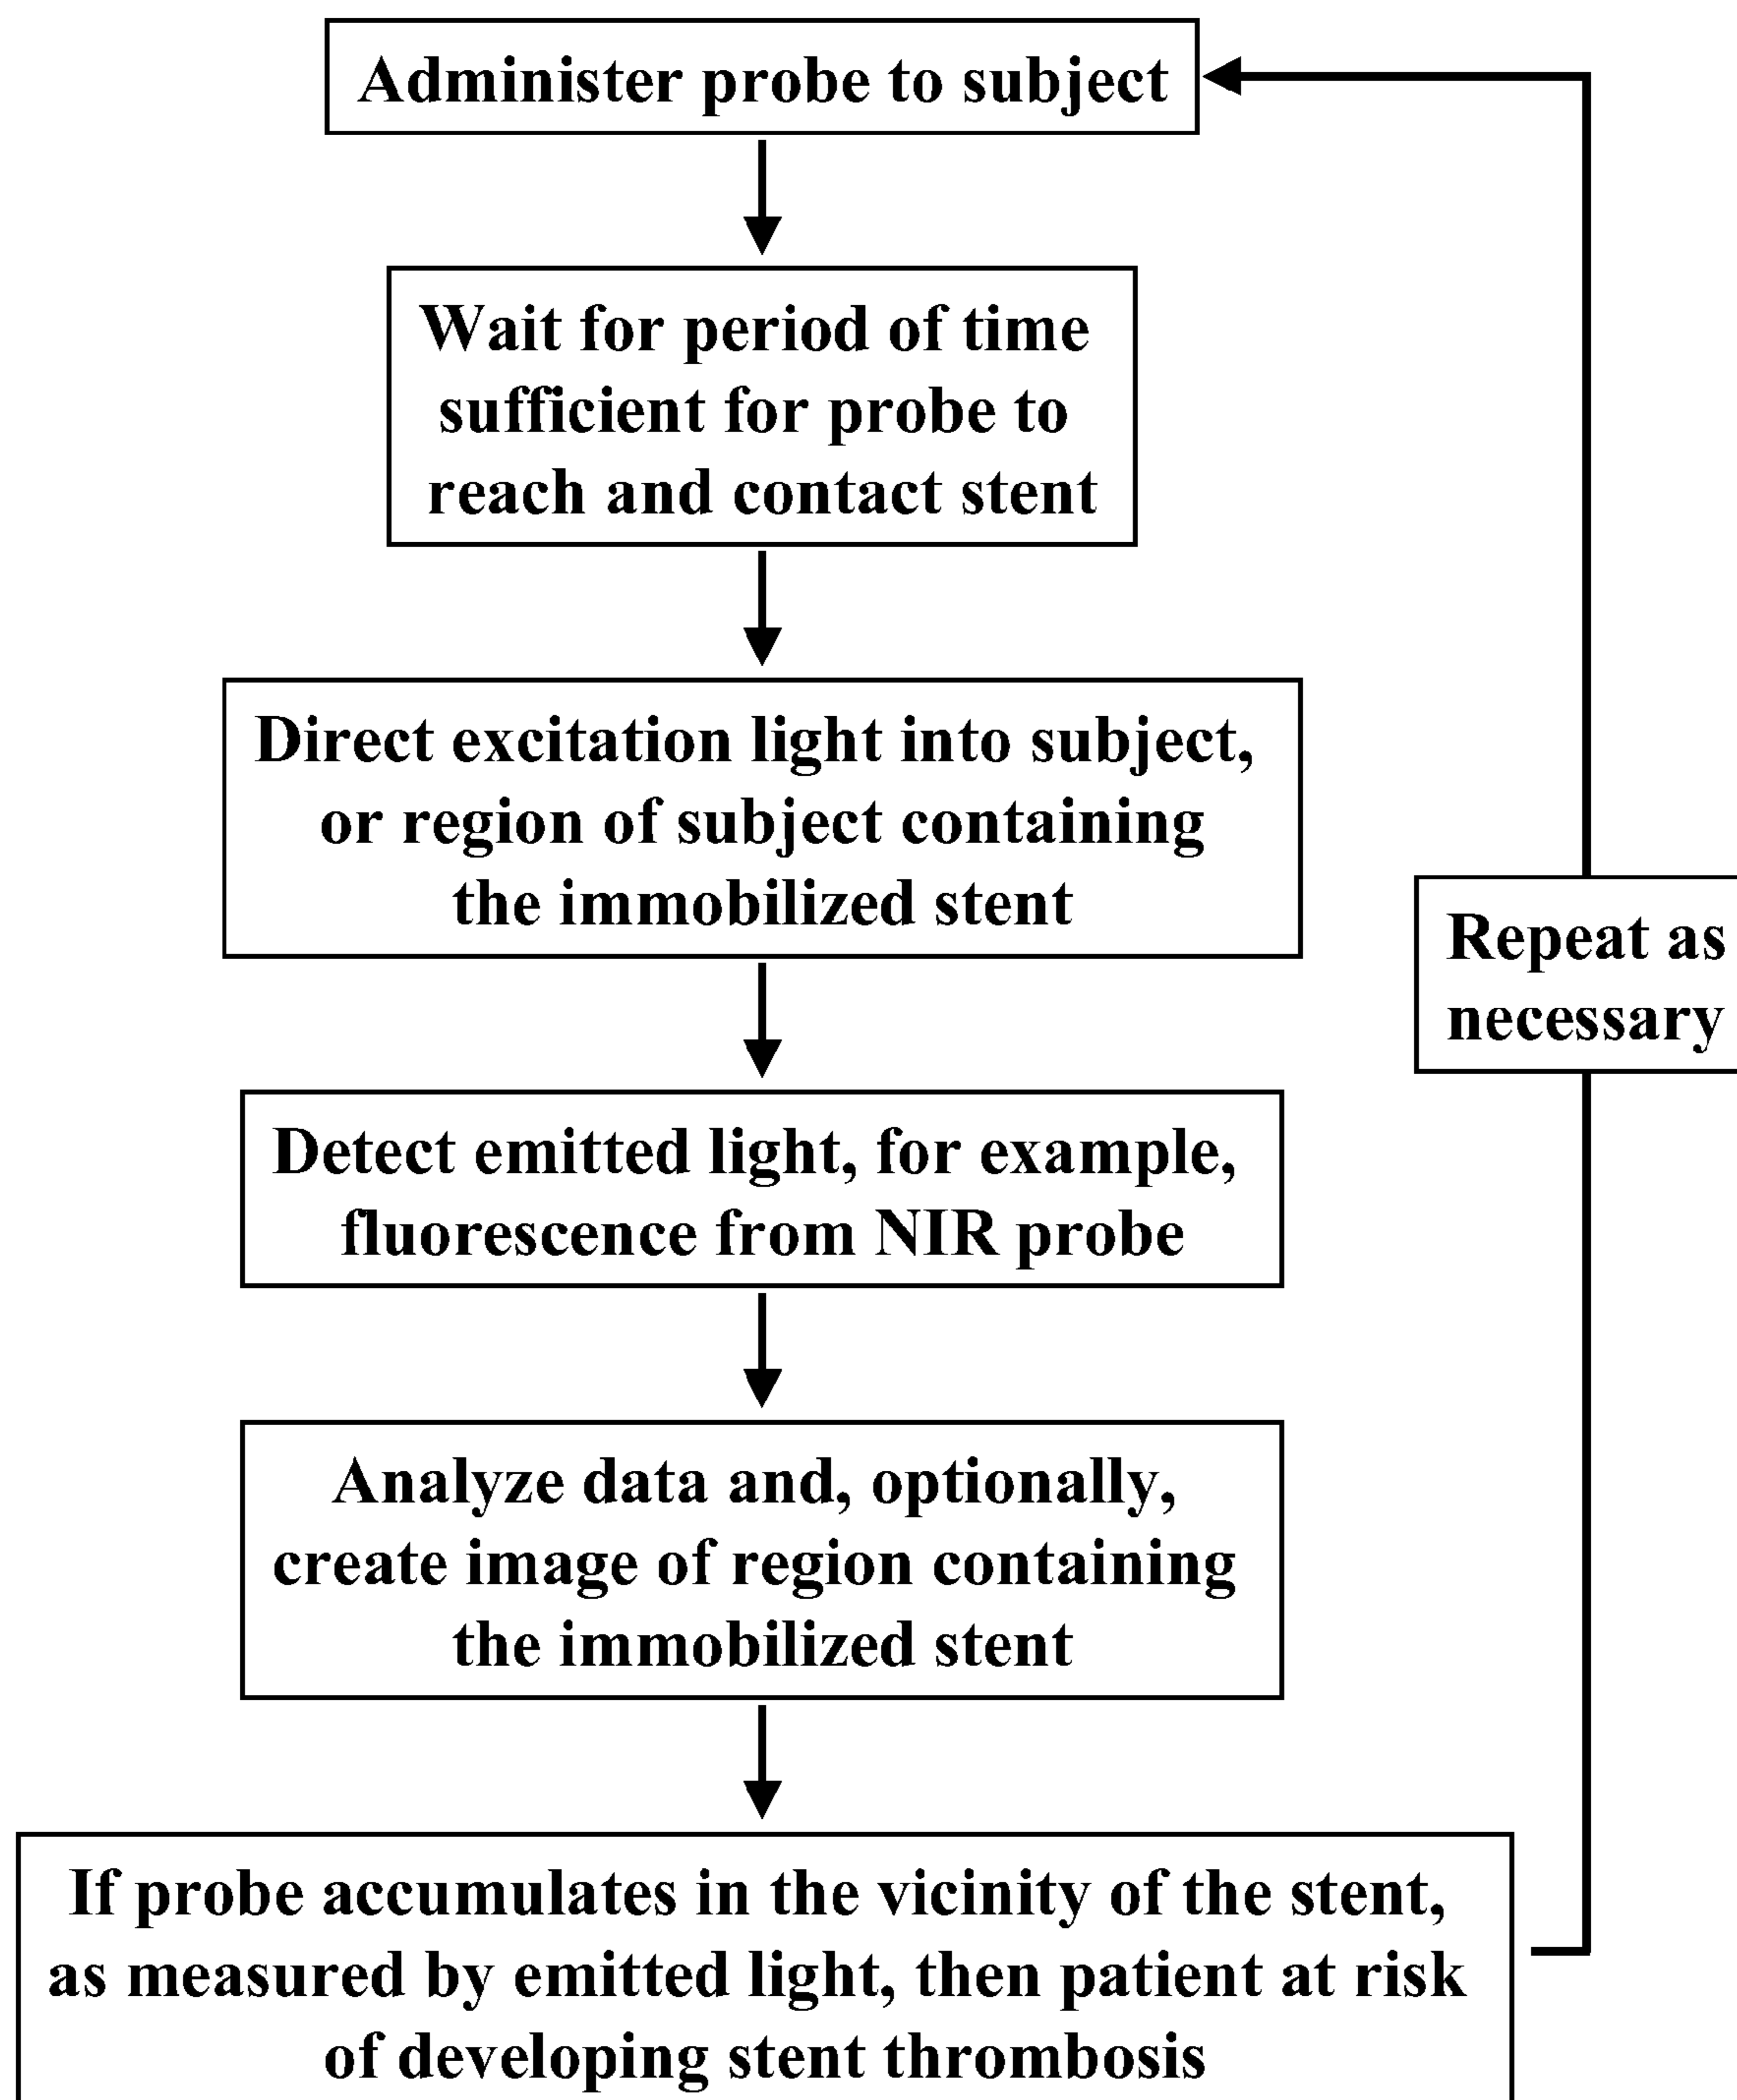 Administer probe to subject
Wait for period of time
sufficient for probe to
reach and contact stent
Direct excitation light into subject,
or region of subject containing
the immobilized stent
Repeat as
necessary
Detect emitted light, for example,
fluorescence from NIR probe
Analyze data and, optionally,
create image of region containing
the immobilized stent
If probe accumulates in the vicinity of the stent,
as measured by emitted light, then patient at risk
of developing stent thrombosis